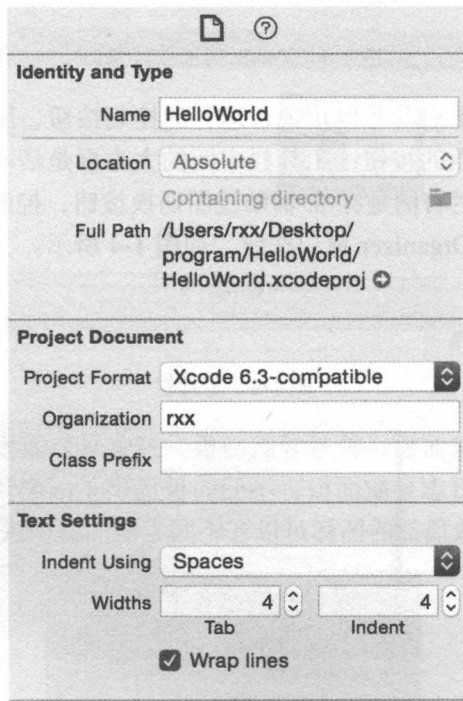 Identity and Type
Name HelloWorld
Location Absolute
Containing directory
Full Path /Users/rxx/Desktop/
program/HelloWorld/
HelloWorld.xcodeproj
Project Document
Project Format Xcode 6.3-compatible
Organization rxx
Class Prefix
Text Settings
Indent Using Spaces
Widths 4 4
Tab Indent
Wrap lines